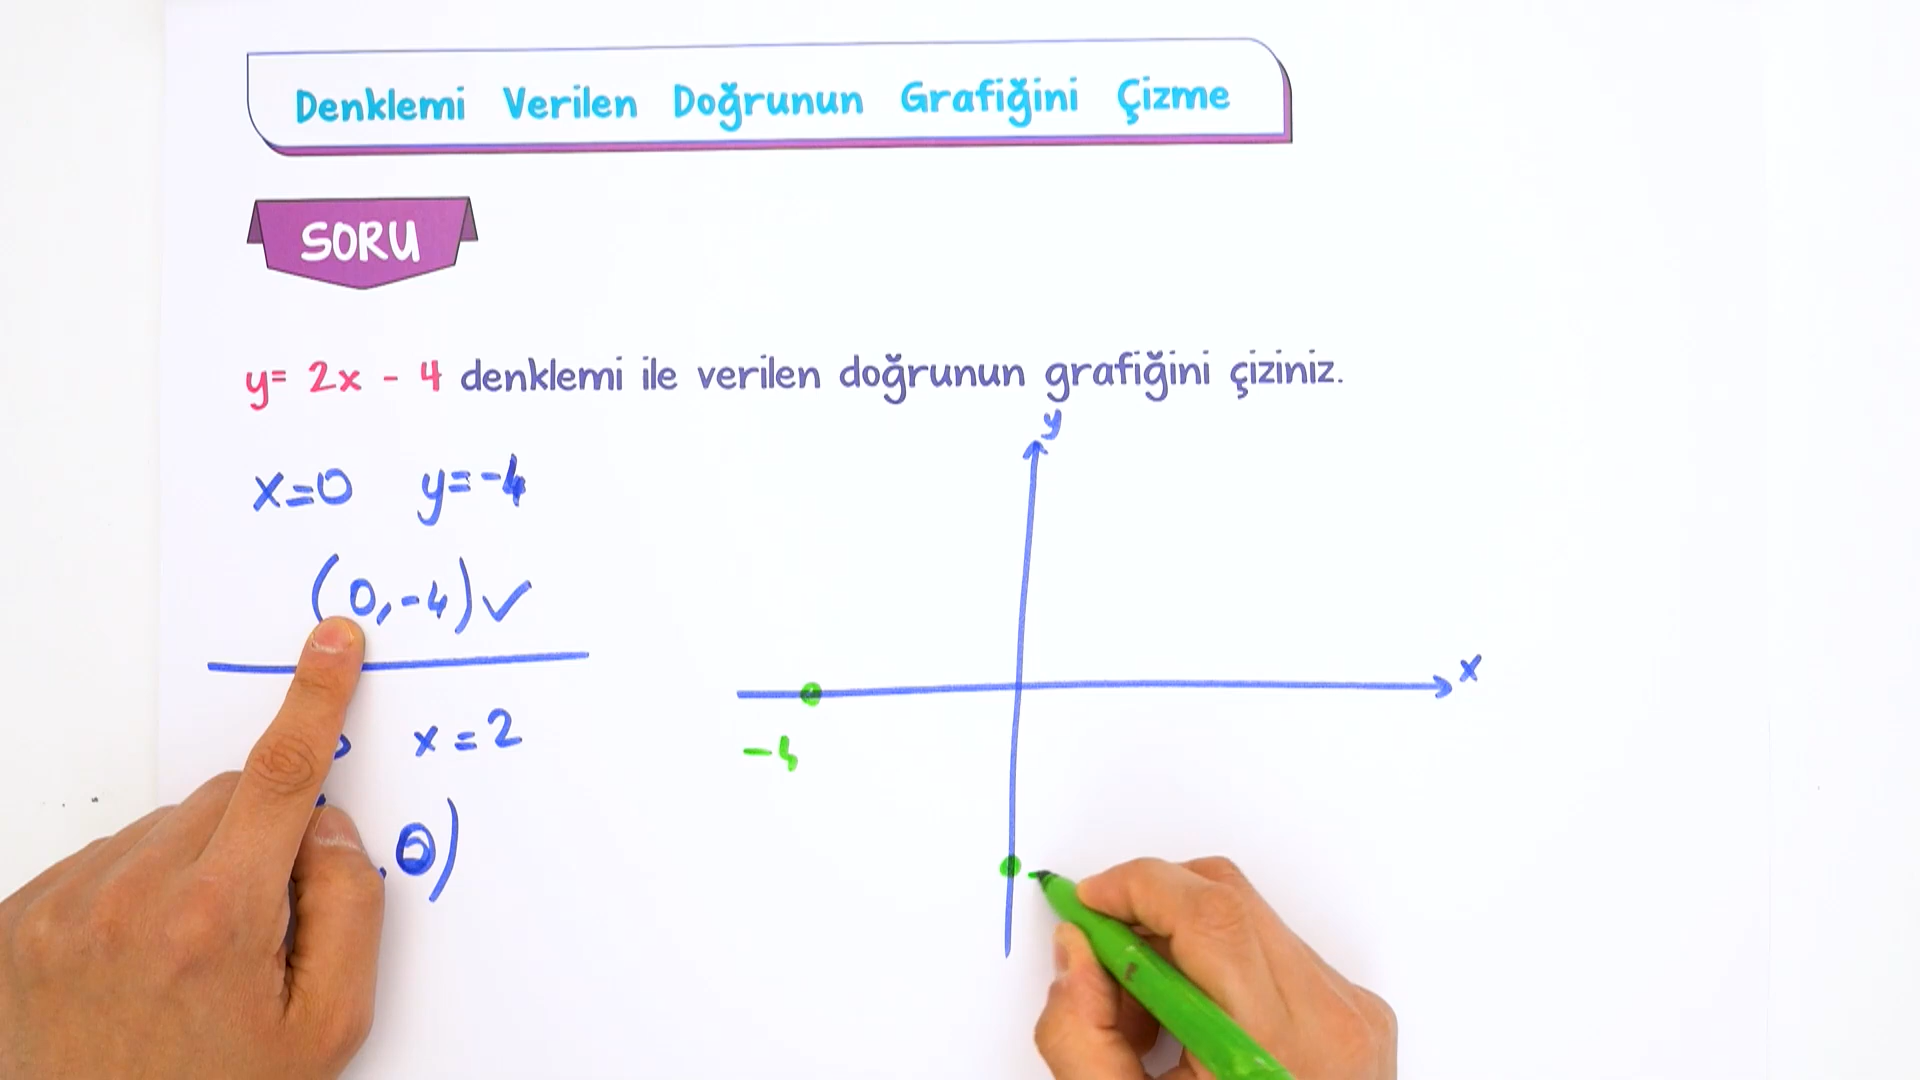 Denklemi Verilen Doğrunun Grafiğini Çizme
SORU
y= 2x - 4 denklemi ile verilen doğrunun grafiğini çiziniz.
y
x=0 y=-4
(0,-4)✓
x
x=2
-4
,0)